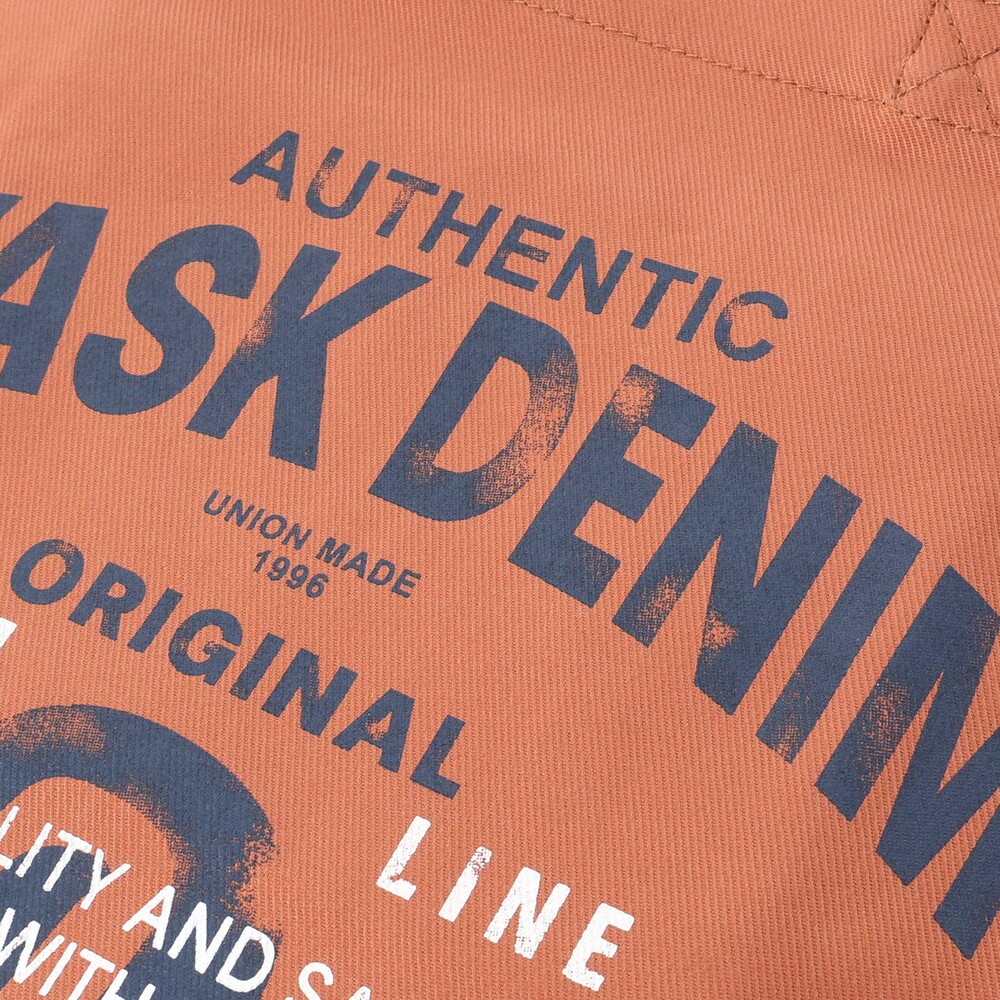 AUTHENTIC
ASK DENIM
UNION MADE
1996
ORIGINAL
LINE
LITY AND SA
WITH